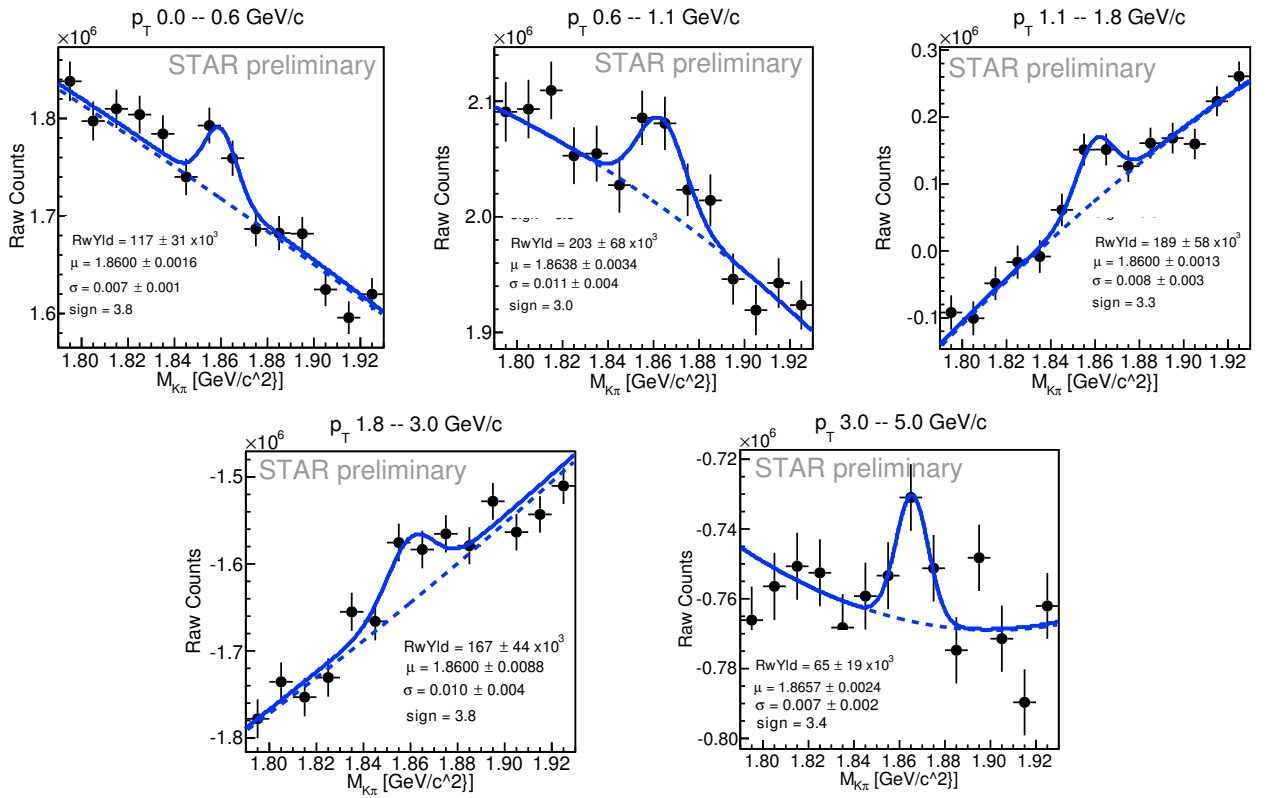 p_T 0.0 -- 0.6 GeV/c
×10^6
STAR preliminary
Raw Counts
1.8
1.7
1.6
RwYld = 117 ± 31 x10^3
μ = 1.8600 ± 0.0016
σ = 0.007 ± 0.001
sign = 3.8
1.80 1.82 1.84 1.86 1.88 1.90 1.92
M_Kπ [GeV/c^2}]
p_T 0.6 -- 1.1 GeV/c
×10^6
STAR preliminary
Raw Counts
2.1
2.0
1.9
RwYld = 203 ± 68 x10^3
μ = 1.8638 ± 0.0034
σ = 0.011 ± 0.004
sign = 3.0
1.80 1.82 1.84 1.86 1.88 1.90 1.92
M_Kπ [GeV/c^2}]
p_T 1.1 -- 1.8 GeV/c
×10^6
STAR preliminary
Raw Counts
0.3
0.2
0.1
0.0
-0.1
RwYld = 189 ± 58 x10^3
μ = 1.8600 ± 0.0013
σ = 0.008 ± 0.003
sign = 3.3
1.80 1.82 1.84 1.86 1.88 1.90 1.92
M_Kπ [GeV/c^2}]
p_T 1.8 -- 3.0 GeV/c
×10^6
STAR preliminary
Raw Counts
-1.5
-1.6
-1.7
-1.8
RwYld = 167 ± 44 x10^3
μ = 1.8600 ± 0.0088
σ = 0.010 ± 0.004
sign = 3.8
1.80 1.82 1.84 1.86 1.88 1.90 1.92
M_Kπ [GeV/c^2}]
p_T 3.0 -- 5.0 GeV/c
×10^6
STAR preliminary
Raw Counts
-0.72
-0.74
-0.76
-0.78
-0.80
RwYld = 65 ± 19 x10^3
μ = 1.8657 ± 0.0024
σ = 0.007 ± 0.002
sign = 3.4
1.80 1.82 1.84 1.86 1.88 1.90 1.92
M_Kπ [GeV/c^2}]